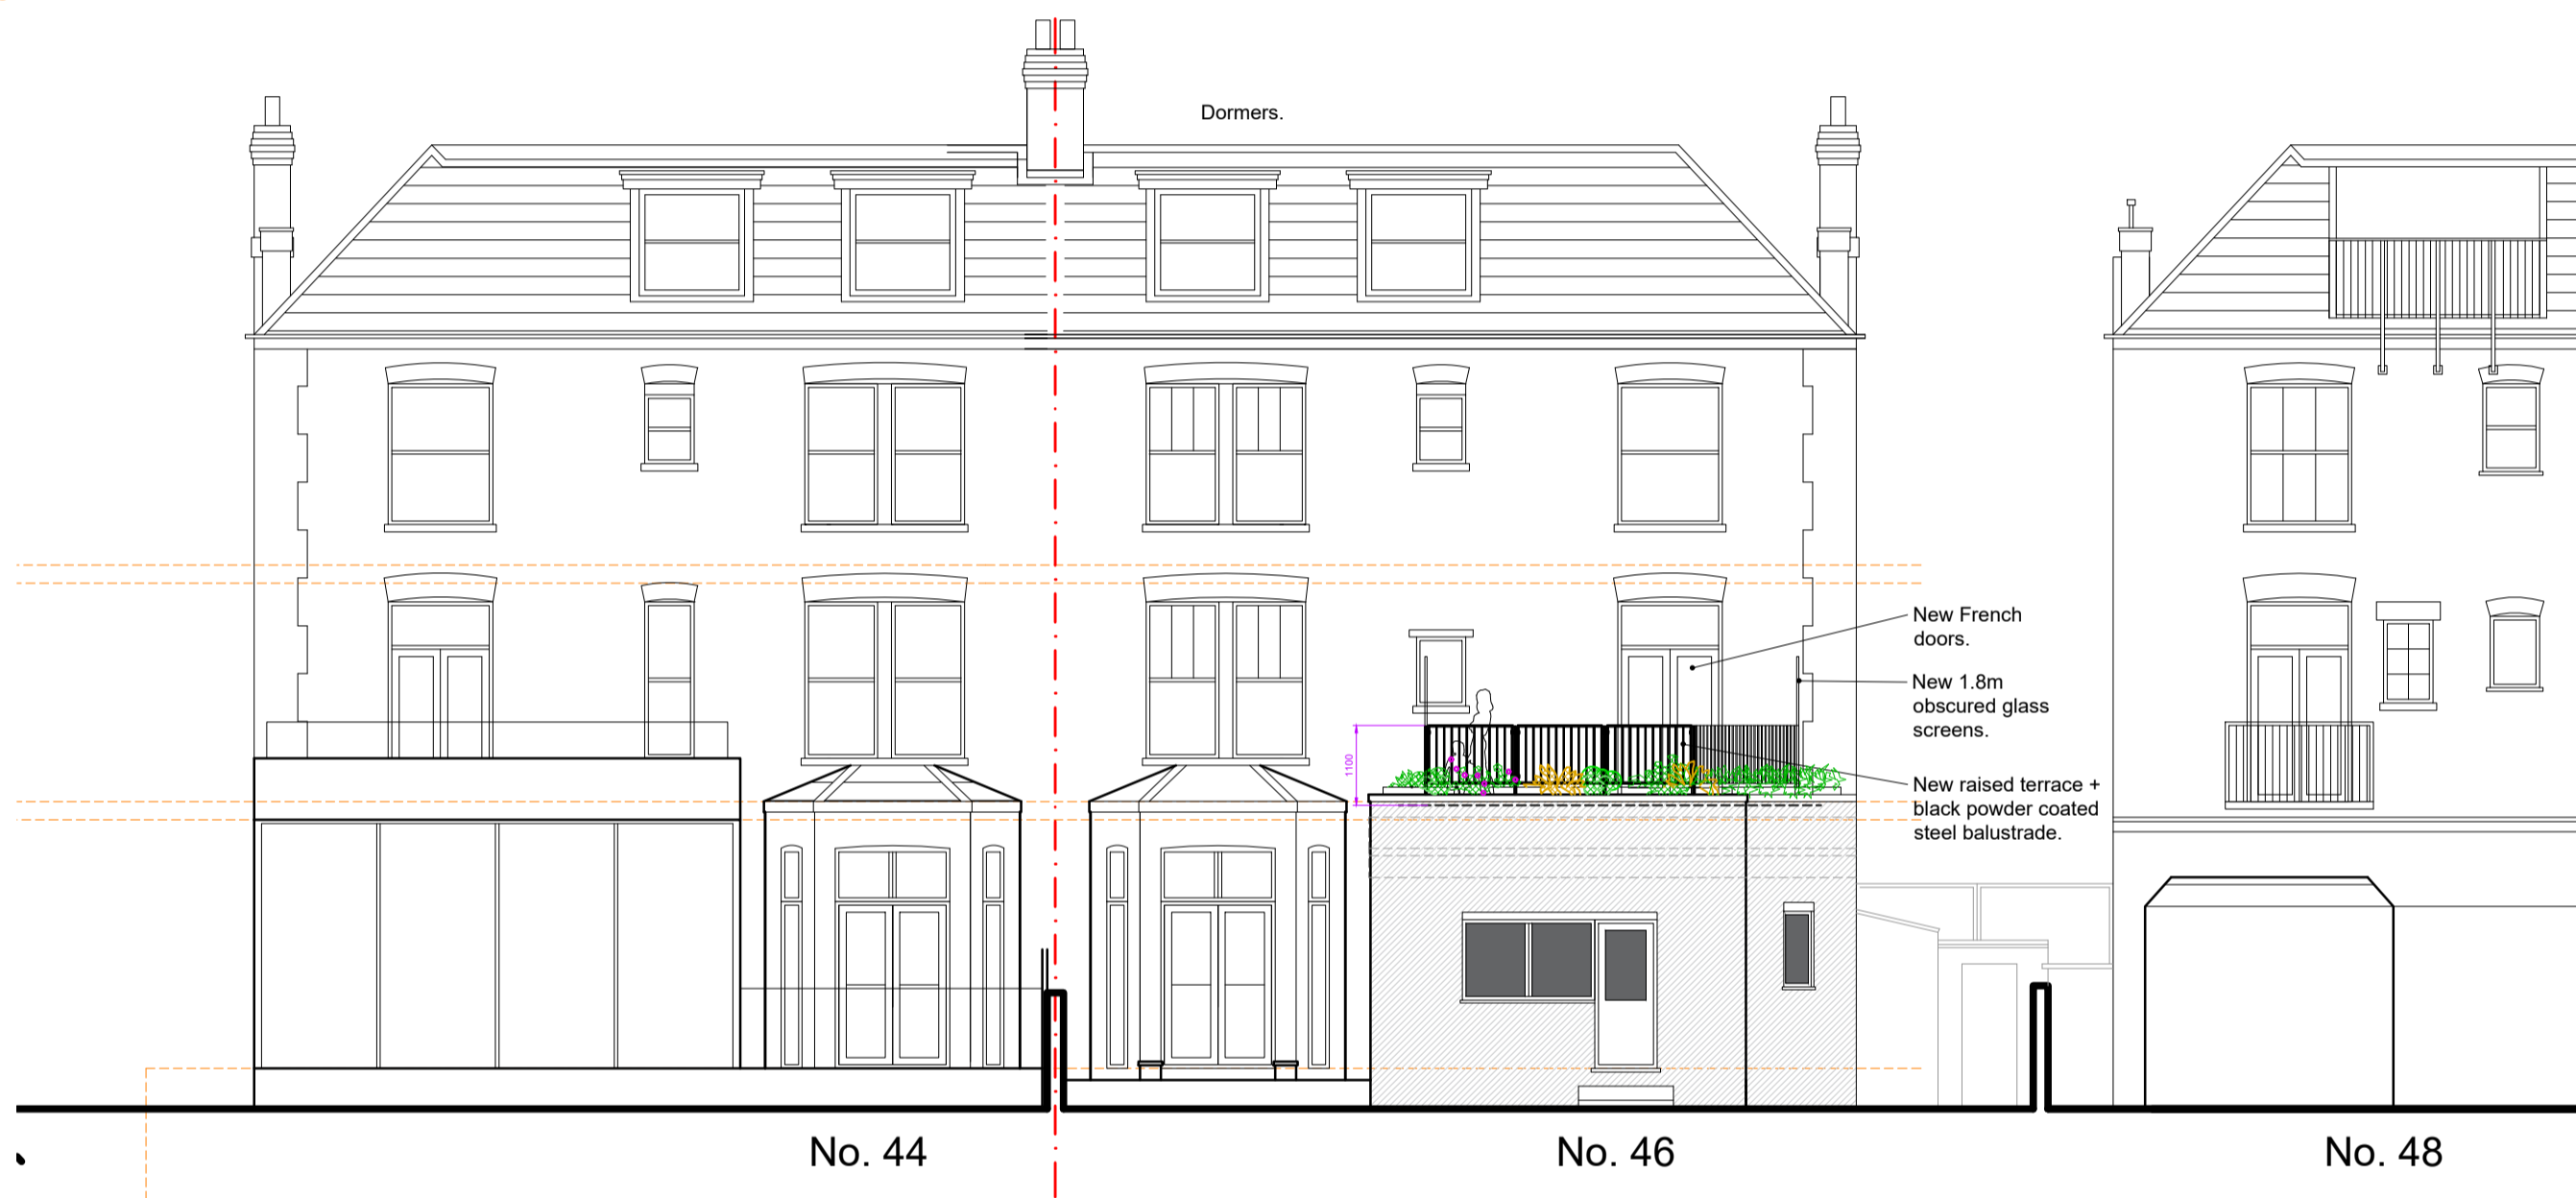 Dormers.
New French
doors.
New 1.8m
obscured glass
screens.
1100
New raised terrace +
black powder coated
steel balustrade.
No. 44
No. 46
No. 48